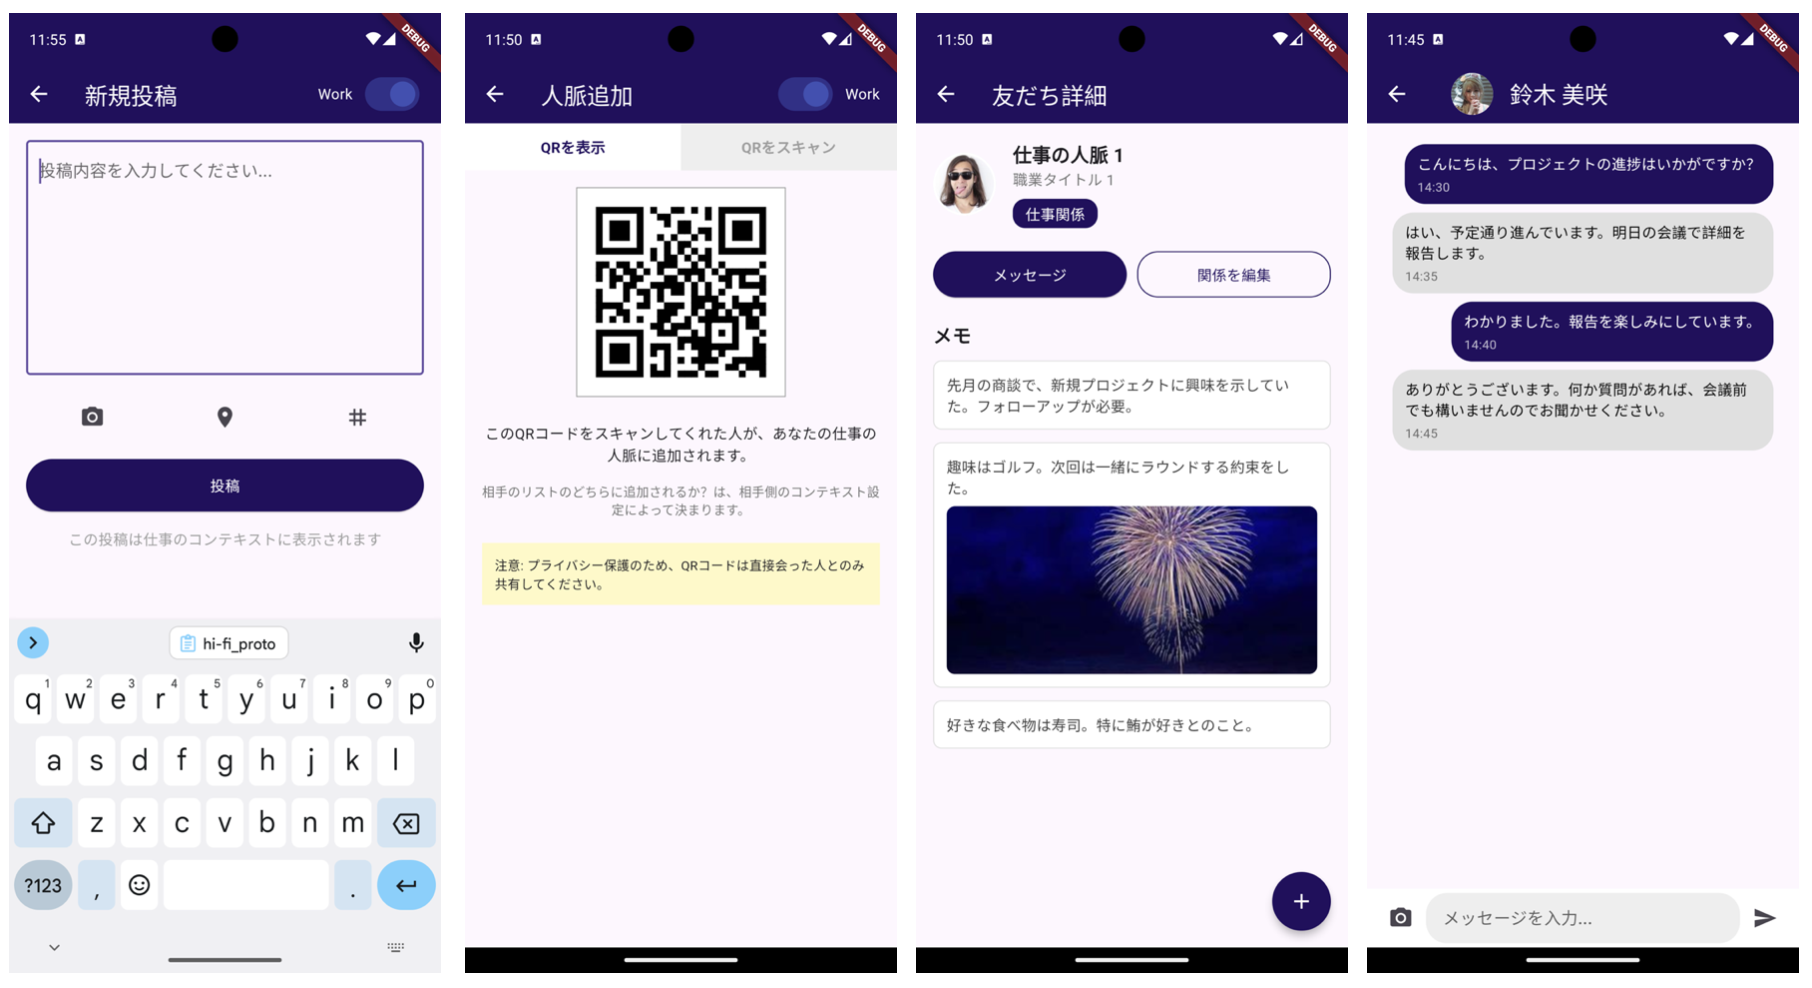 11:55
DEBUG
新規投稿
Work
投稿内容を入力してください...
投稿
この投稿は仕事のコンテキストに表示されます
hi-fi_proto
q1 w2 e3 r4 t5 y6 u7 i8 o9 p0
a s d f g h j k l
z x c v b n m
?123 , .
11:50
DEBUG
人脈追加
Work
QRを表示
QRをスキャン
このQRコードをスキャンしてくれた人が、あなたの仕事の
人脈に追加されます。
相手のリストのどちらに追加されるか？は、相手側のコンテキスト設
定によって決まります。
注意: プライバシー保護のため、QRコードは直接会った人とのみ
共有してください。
11:50
DEBUG
友だち詳細
仕事の人脈 1
職業タイトル 1
仕事関係
メッセージ
関係を編集
メモ
先月の商談で、新規プロジェクトに興味を示してい
た。フォローアップが必要。
趣味はゴルフ。次回は一緒にラウンドする約束をし
た。
好きな食べ物は寿司。特に鮪が好きとのこと。
11:45
DEBUG
鈴木 美咲
こんにちは、プロジェクトの進捗はいかがですか？
14:30
はい、予定通り進んでいます。明日の会議で詳細を
報告します。
14:35
わかりました。報告を楽しみにしています。
14:40
ありがとうございます。何か質問があれば、会議前
でも構いませんのでお聞かせください。
14:45
メッセージを入力...